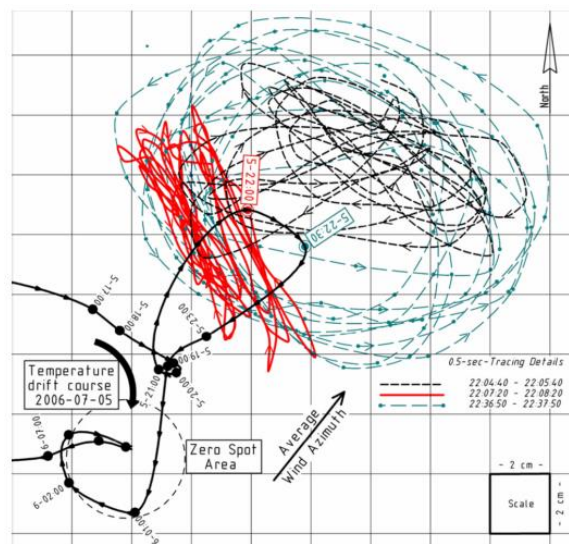 North
S-22:00
S-22:30
S-17:00
S-18:00
S-23:00
S-19:00
S-20:00
S-21:00
Temperature
drift course
2006-07-05
0.5-sec-Tracing Details
22:04:40 - 22:05:40
22:07:20 - 22:08:20
22:36:50 - 22:37:50
Average
Wind Azimuth
6-07:00
Zero Spot
Area
6-02:00
6-01:00
- 2 cm -
Scale
- 2 cm -